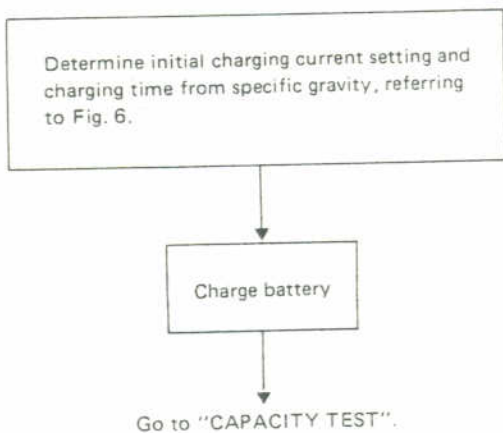 Determine initial charging current setting and
charging time from specific gravity, referring
to Fig. 6.
Charge battery
Go to "CAPACITY TEST".